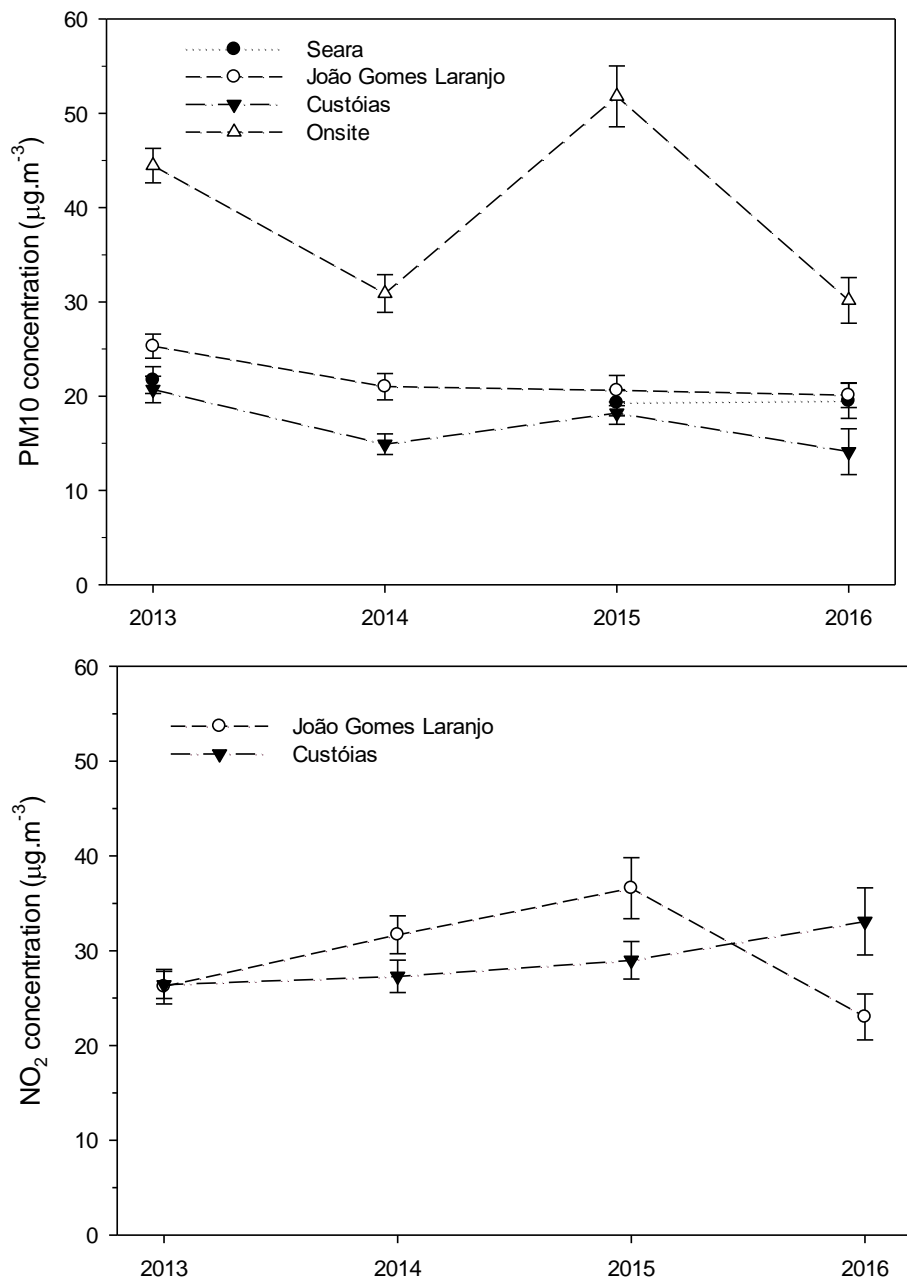 60
50
40
30
20
10
0
PM10 concentration (μg.m-3)
Seara
João Gomes Laranjo
Custóias
Onsite
2013 2014 2015 2016
60
50
40
30
20
10
0
NO2 concentration (μg.m-3)
João Gomes Laranjo
Custóias
2013 2014 2015 2016